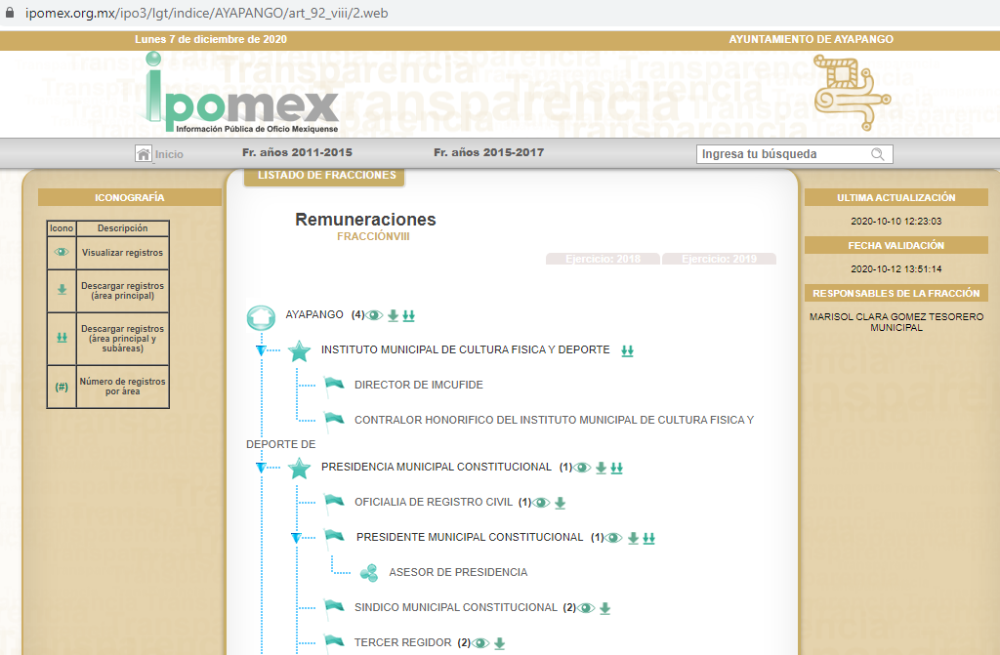 ipomex.org.mx/ipo3/lgt/indice/AYAPANGO/art_92_viii/2.web
Lunes 7 de diciembre de 2020
AYUNTAMIENTO DE AYAPANGO
Transparencia
ipomex
Información Pública de Oficio Mexiquense
Inicio
Fr. años 2011-2015
Fr. años 2015-2017
Ingresa tu búsqueda
ICONOGRAFÍA
Icono Descripción
Visualizar registros
Descargar registros
(área principal)
Descargar registros
(área principal y
subáreas)
(#) Número de registros
por área
LISTADO DE FRACCIONES
Remuneraciones
FRACCIÓNVIII
Ejercicio: 2018 Ejercicio: 2019
AYAPANGO (4)
INSTITUTO MUNICIPAL DE CULTURA FISICA Y DEPORTE
DIRECTOR DE IMCUFIDE
CONTRALOR HONORIFICO DEL INSTITUTO MUNICIPAL DE CULTURA FISICA Y
DEPORTE DE
PRESIDENCIA MUNICIPAL CONSTITUCIONAL (1)
OFICIALIA DE REGISTRO CIVIL (1)
PRESIDENTE MUNICIPAL CONSTITUCIONAL (1)
ASESOR DE PRESIDENCIA
SINDICO MUNICIPAL CONSTITUCIONAL (2)
TERCER REGIDOR (2)
ULTIMA ACTUALIZACIÓN
2020-10-10 12:23:03
FECHA VALIDACIÓN
2020-10-12 13:51:14
RESPONSABLES DE LA FRACCIÓN
MARISOL CLARA GOMEZ TESORERO
MUNICIPAL